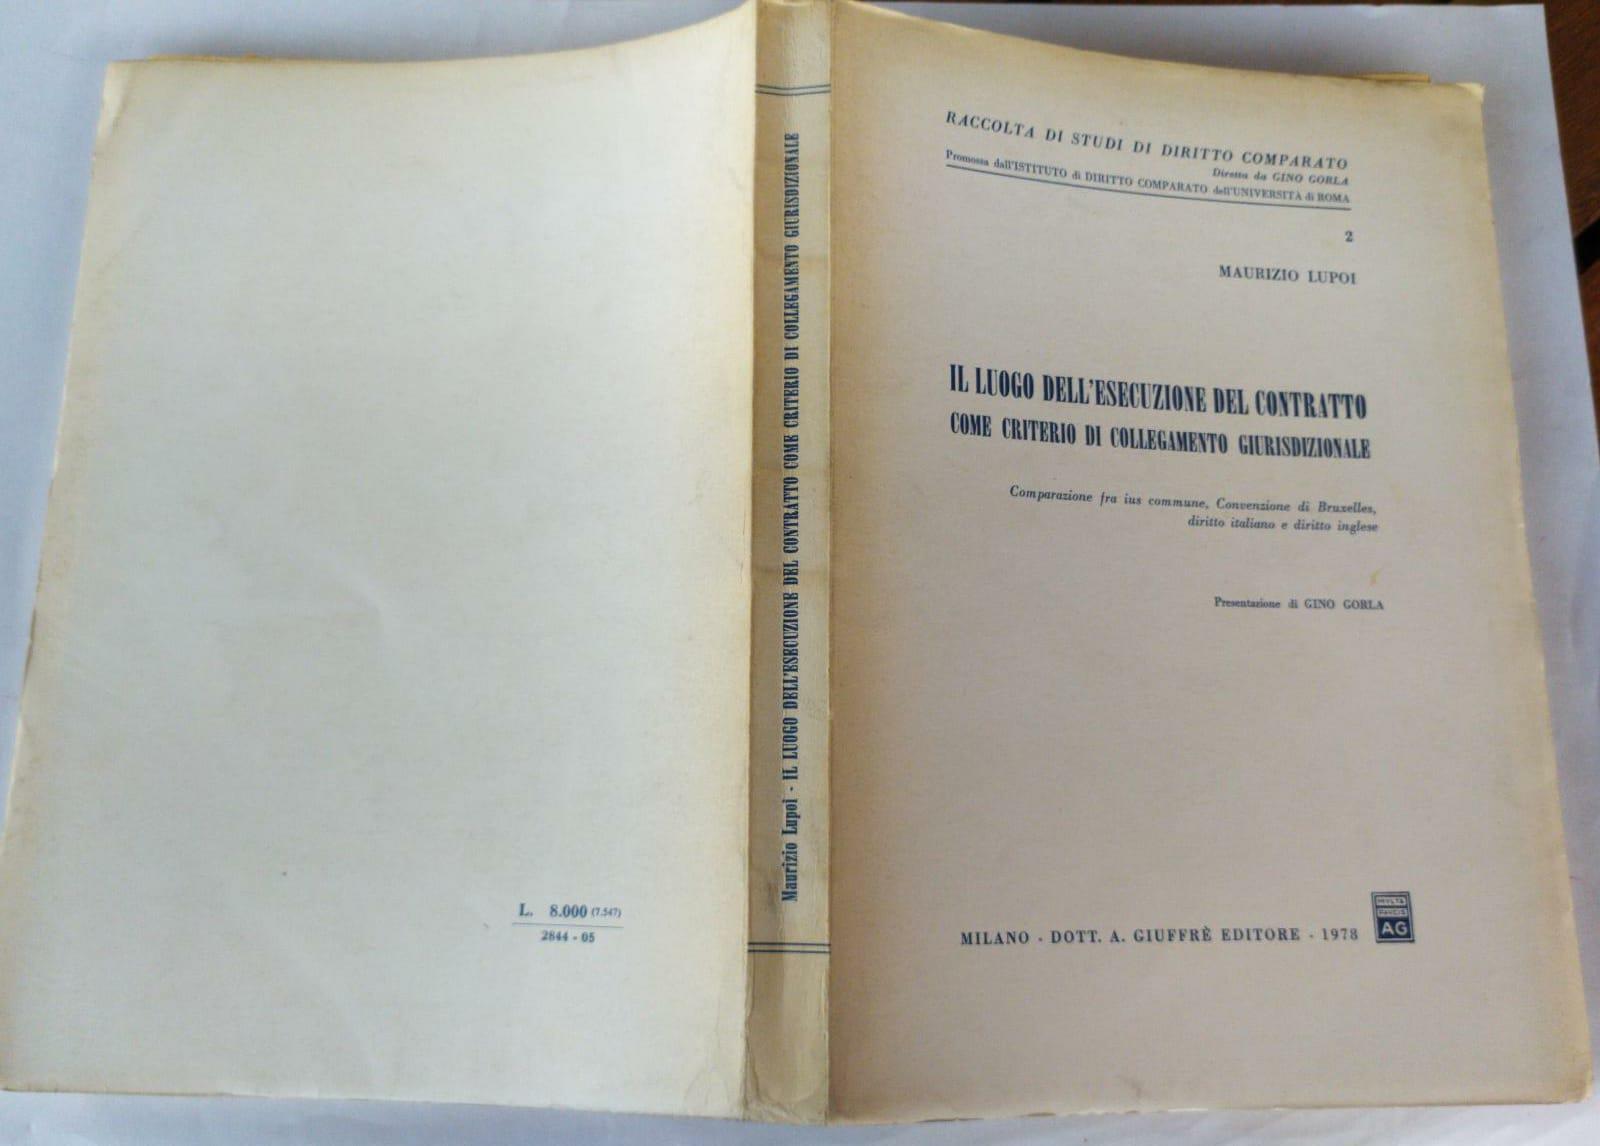 L. 8.000 (7.547)
2844 - 05
Maurizio Lupoi - IL LUOGO DELL'ESECUZIONE DEL CONTRATTO COME CRITERIO DI COLLEGAMENTO GIURISDIZIONALE
RACCOLTA DI STUDI DI DIRITTO COMPARATO
Diretta da GINO GORLA
Promossa dall'ISTITUTO di DIRITTO COMPARATO dell'UNIVERSITÀ di ROMA
2
MAURIZIO LUPOI
IL LUOGO DELL'ESECUZIONE DEL CONTRATTO
COME CRITERIO DI COLLEGAMENTO GIURISDIZIONALE
Comparazione fra ius commune, Convenzione di Bruxelles,
diritto italiano e diritto inglese
Presentazione di GINO GORLA
MILANO - DOTT. A. GIUFFRÈ EDITORE - 1978
MVLTA
PAVCIS
AG